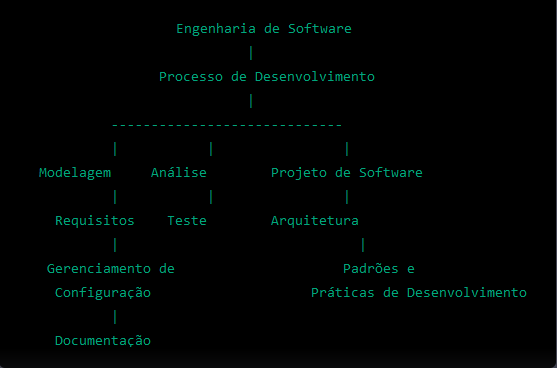 Engenharia de Software
|
Processo de Desenvolvimento
|
-----------------------------
| | |
Modelagem Análise Projeto de Software
| | |
Requisitos Teste Arquitetura
| |
Gerenciamento de Padrões e
Configuração Práticas de Desenvolvimento
|
Documentação